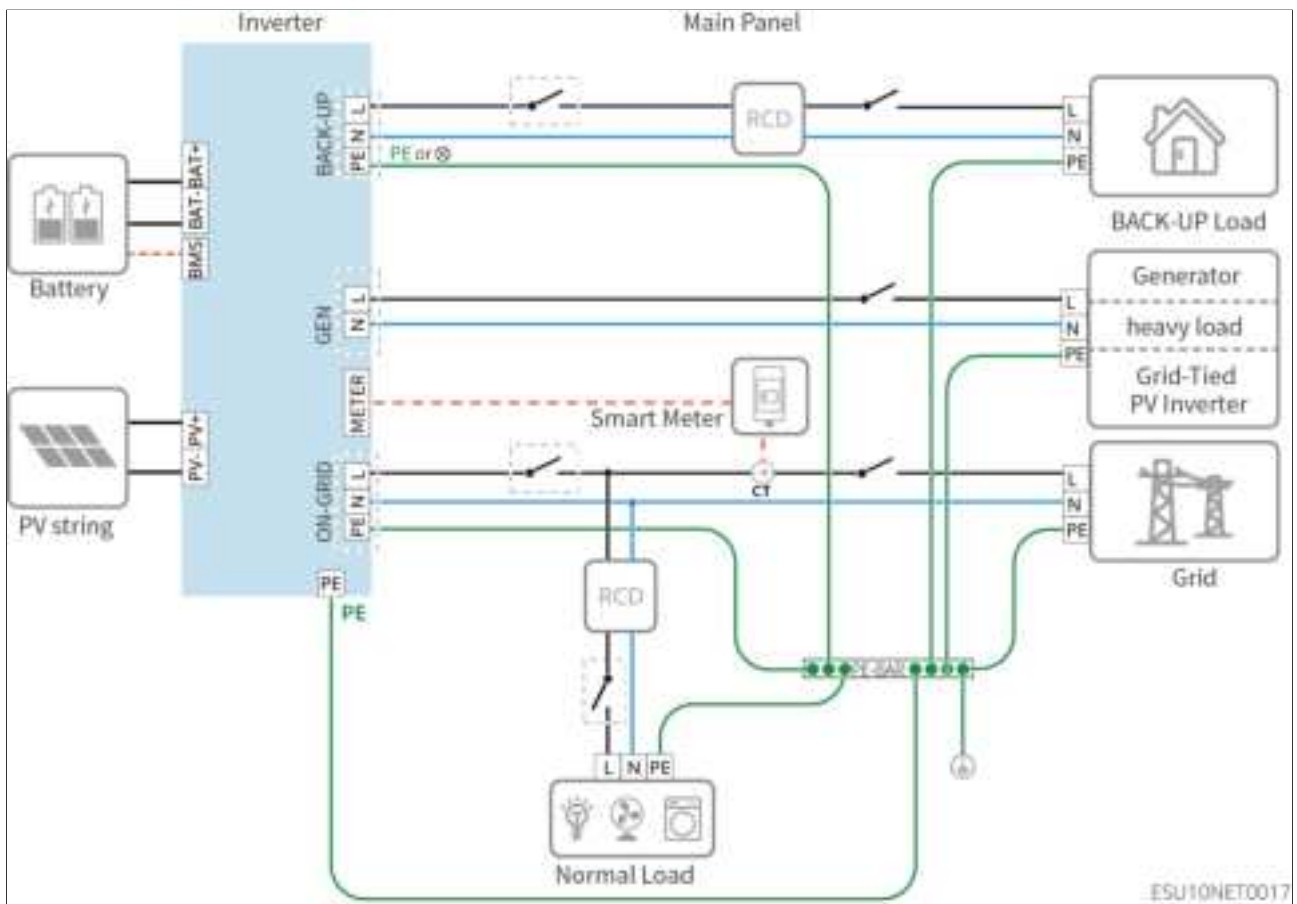 Inverter
Main Panel
BACK-UP
L
N
PE
PE or ⊗
RCD
L
N
PE
BACK-UP Load
BAT+
BAT-
BMS
Battery
GEN
L
N
L
N
PE
Generator
heavy load
Grid-Tied
PV Inverter
METER
Smart Meter
PV+
PV-
PV string
ON-GRID
L
N
PE
CT
L
N
PE
Grid
PE
PE
RCD
PE-BAR
L N PE
Normal Load
ESU10NET0017